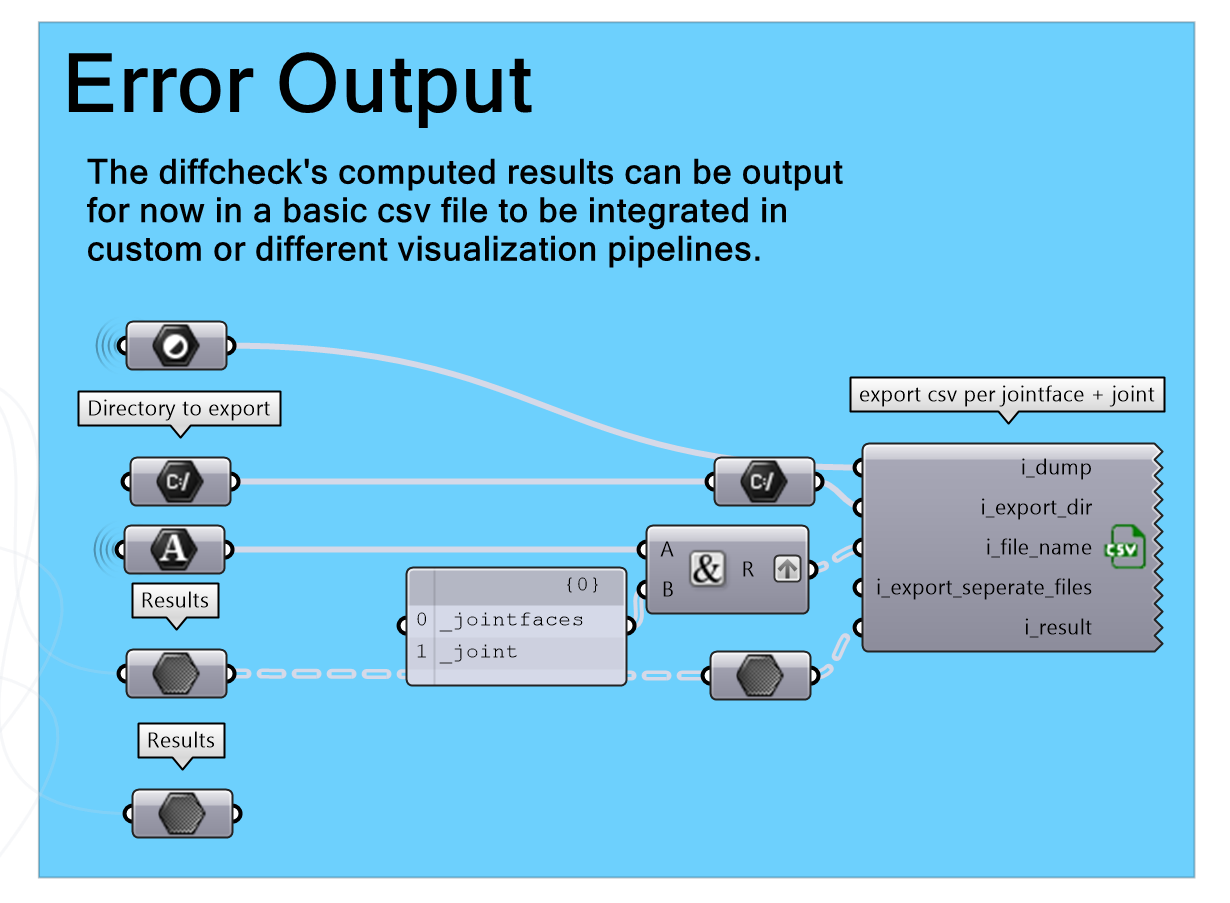 Error Output
The diffcheck's computed results can be output
for now in a basic csv file to be integrated in
custom or different visualization pipelines.
Directory to export
export csv per jointface + joint
C:/
C:/
i_dump
i_export_dir
i_file_name
i_export_seperate_files
i_result
CSV
A
A
B
&
R
{0}
0 _jointfaces
1 _joint
Results
Results